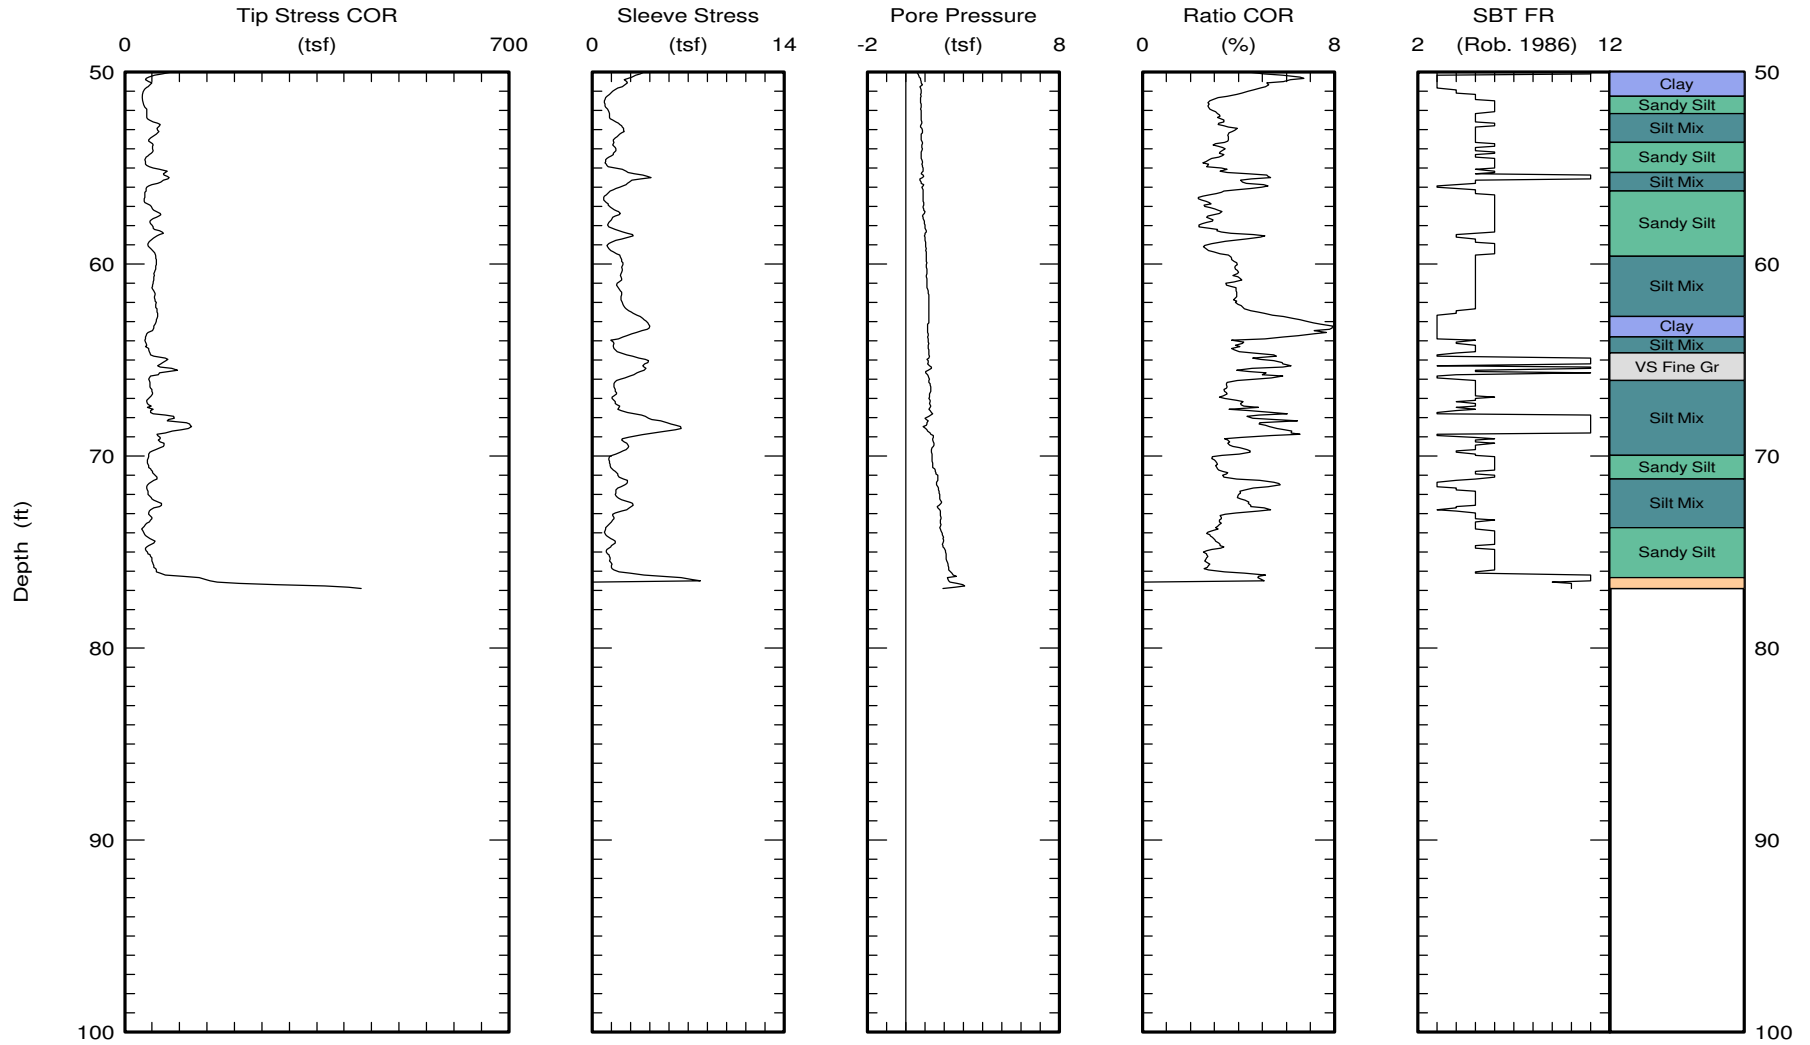 Tip Stress COR Sleeve Stress Pore Pressure Ratio COR SBT FR
0 (tsf) 700 0 (tsf) 14 -2 (tsf) 8 0 (%) 8 2 (Rob. 1986) 12
50 50
Clay
Sandy Silt
Silt Mix
Sandy Silt
Silt Mix
Sandy Silt
60 60
Silt Mix
Clay
Silt Mix
VS Fine Gr
Silt Mix
70 70
Sandy Silt
Silt Mix
Sandy Silt
Depth (ft)
80 80
90 90
100 100